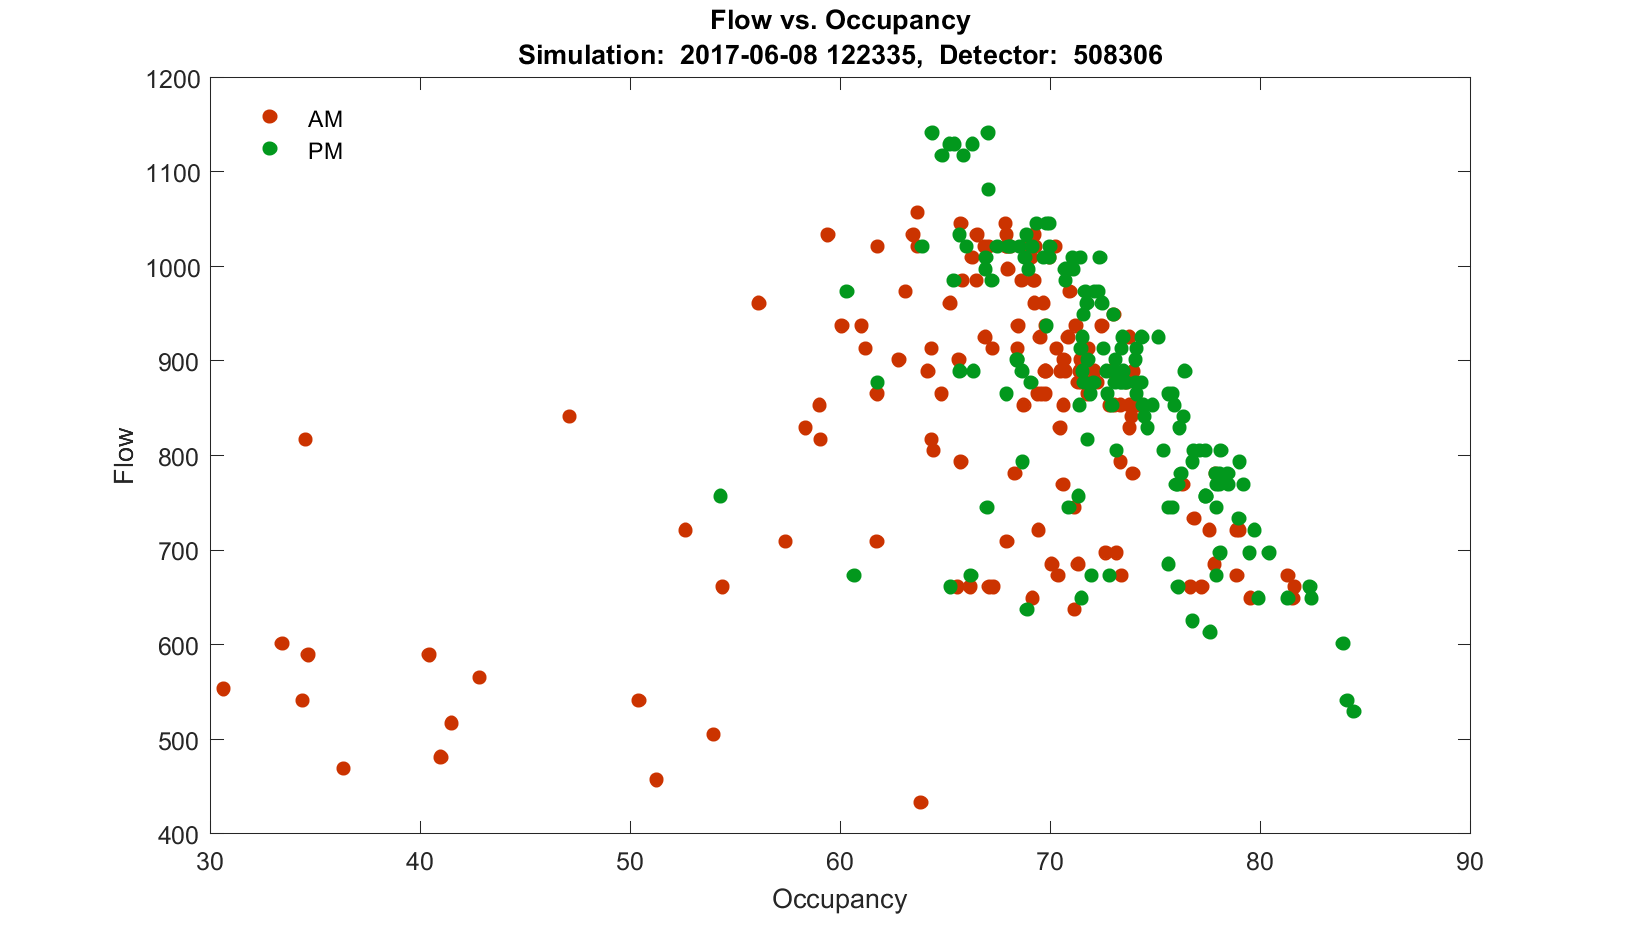 Flow vs. Occupancy
Simulation:  2017-06-08 122335,  Detector:  508306
1200
1100
1000
900
800
700
600
500
400
AM
PM
Flow
30 40 50 60 70 80 90
Occupancy